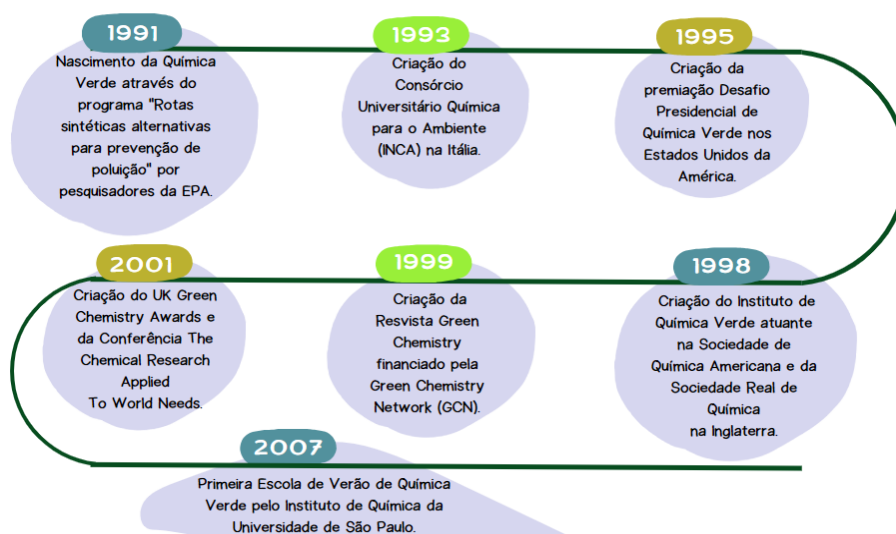 1991
Nascimento da Química
Verde através do
programa "Rotas
sintéticas alternativas
para prevenção de
poluição" por
pesquisadores da EPA.
1993
Criação do
Consórcio
Universitário Química
para o Ambiente
(INCA) na Itália.
1995
Criação da
premiação Desafio
Presidencial de
Química Verde nos
Estados Unidos da
América.
1998
Criação do Instituto de
Química Verde atuante
na Sociedade de
Química Americana e da
Sociedade Real de
Química
na Inglaterra.
1999
Criação da
Resvista Green
Chemistry
financiado pela
Green Chemistry
Network (GCN).
2001
Criação do UK Green
Chemistry Awards e
da Conferência The
Chemical Research
Applied
To World Needs.
2007
Primeira Escola de Verão de Química
Verde pelo Instituto de Química da
Universidade de São Paulo.